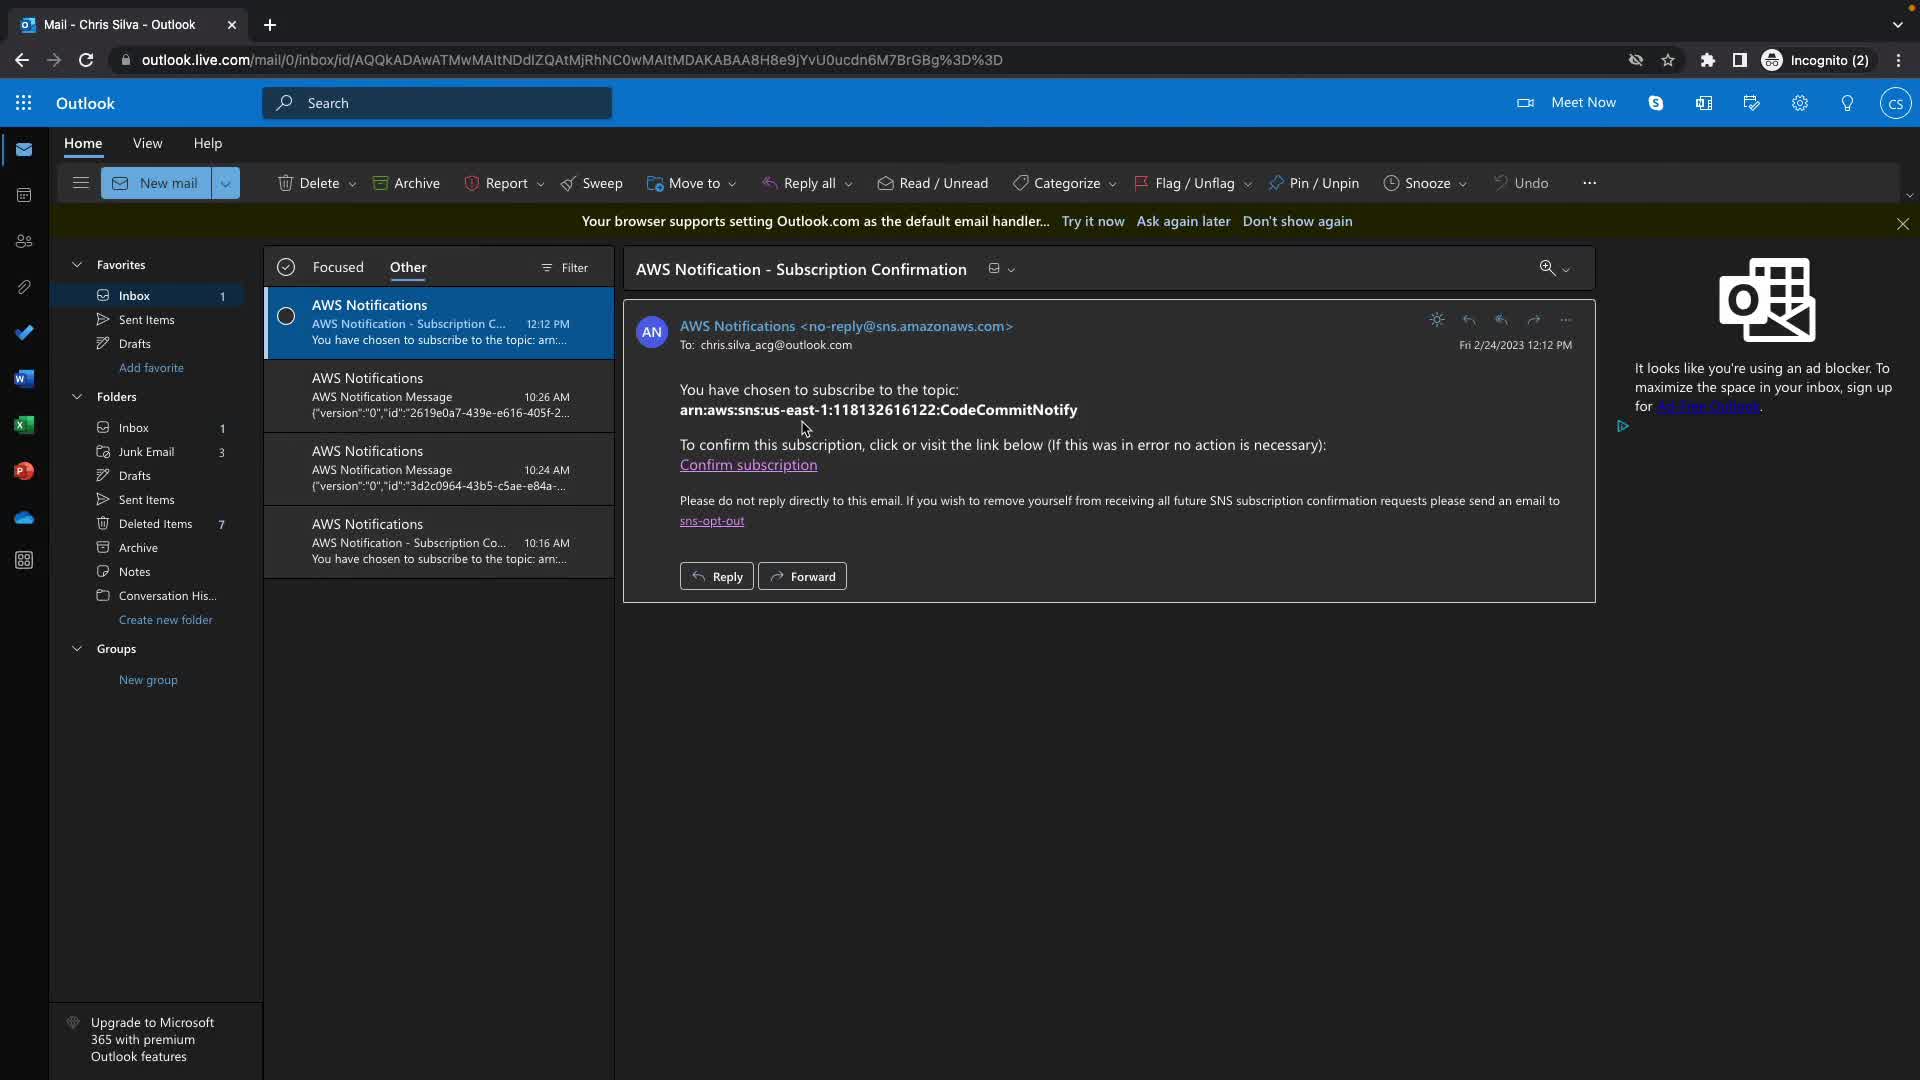 Mail - Chris Silva - Outlook
outlook.live.com/mail/0/inbox/id/AQQkADAwATMwMAItNDdlZQAtMjRhNC0wMAItMDAKABAA8H8e9jYvU0ucdn6M7BrGBg%3D%3D
Incognito (2)
Outlook
Search
Meet Now
CS
Home View Help
New mail
Delete
Archive
Report
Sweep
Move to
Reply all
Read / Unread
Categorize
Flag / Unflag
Pin / Unpin
Snooze
Undo
Your browser supports setting Outlook.com as the default email handler... Try it now Ask again later Don't show again
Favorites
Inbox 1
Sent Items
Drafts
Add favorite
Folders
Inbox 1
Junk Email 3
Drafts
Sent Items
Deleted Items 7
Archive
Notes
Conversation His...
Create new folder
Groups
New group
Upgrade to Microsoft
365 with premium
Outlook features
Focused Other Filter
AWS Notifications
AWS Notification - Subscription C... 12:12 PM
You have chosen to subscribe to the topic: arn:...
AWS Notifications
AWS Notification Message 10:26 AM
{"version":"0","id":"2619e0a7-439e-e616-405f-2...
AWS Notifications
AWS Notification Message 10:24 AM
{"version":"0","id":"3d2c0964-43b5-c5ae-e84a-...
AWS Notifications
AWS Notification - Subscription Co... 10:16 AM
You have chosen to subscribe to the topic: arn:...
AWS Notification - Subscription Confirmation
AN
AWS Notifications <no-reply@sns.amazonaws.com>
To: chris.silva_acg@outlook.com
Fri 2/24/2023 12:12 PM
You have chosen to subscribe to the topic:
arn:aws:sns:us-east-1:118132616122:CodeCommitNotify
To confirm this subscription, click or visit the link below (If this was in error no action is necessary):
Confirm subscription
Please do not reply directly to this email. If you wish to remove yourself from receiving all future SNS subscription confirmation requests please send an email to
sns-opt-out
Reply
Forward
It looks like you're using an ad blocker. To
maximize the space in your inbox, sign up
for Ad-Free Outlook.